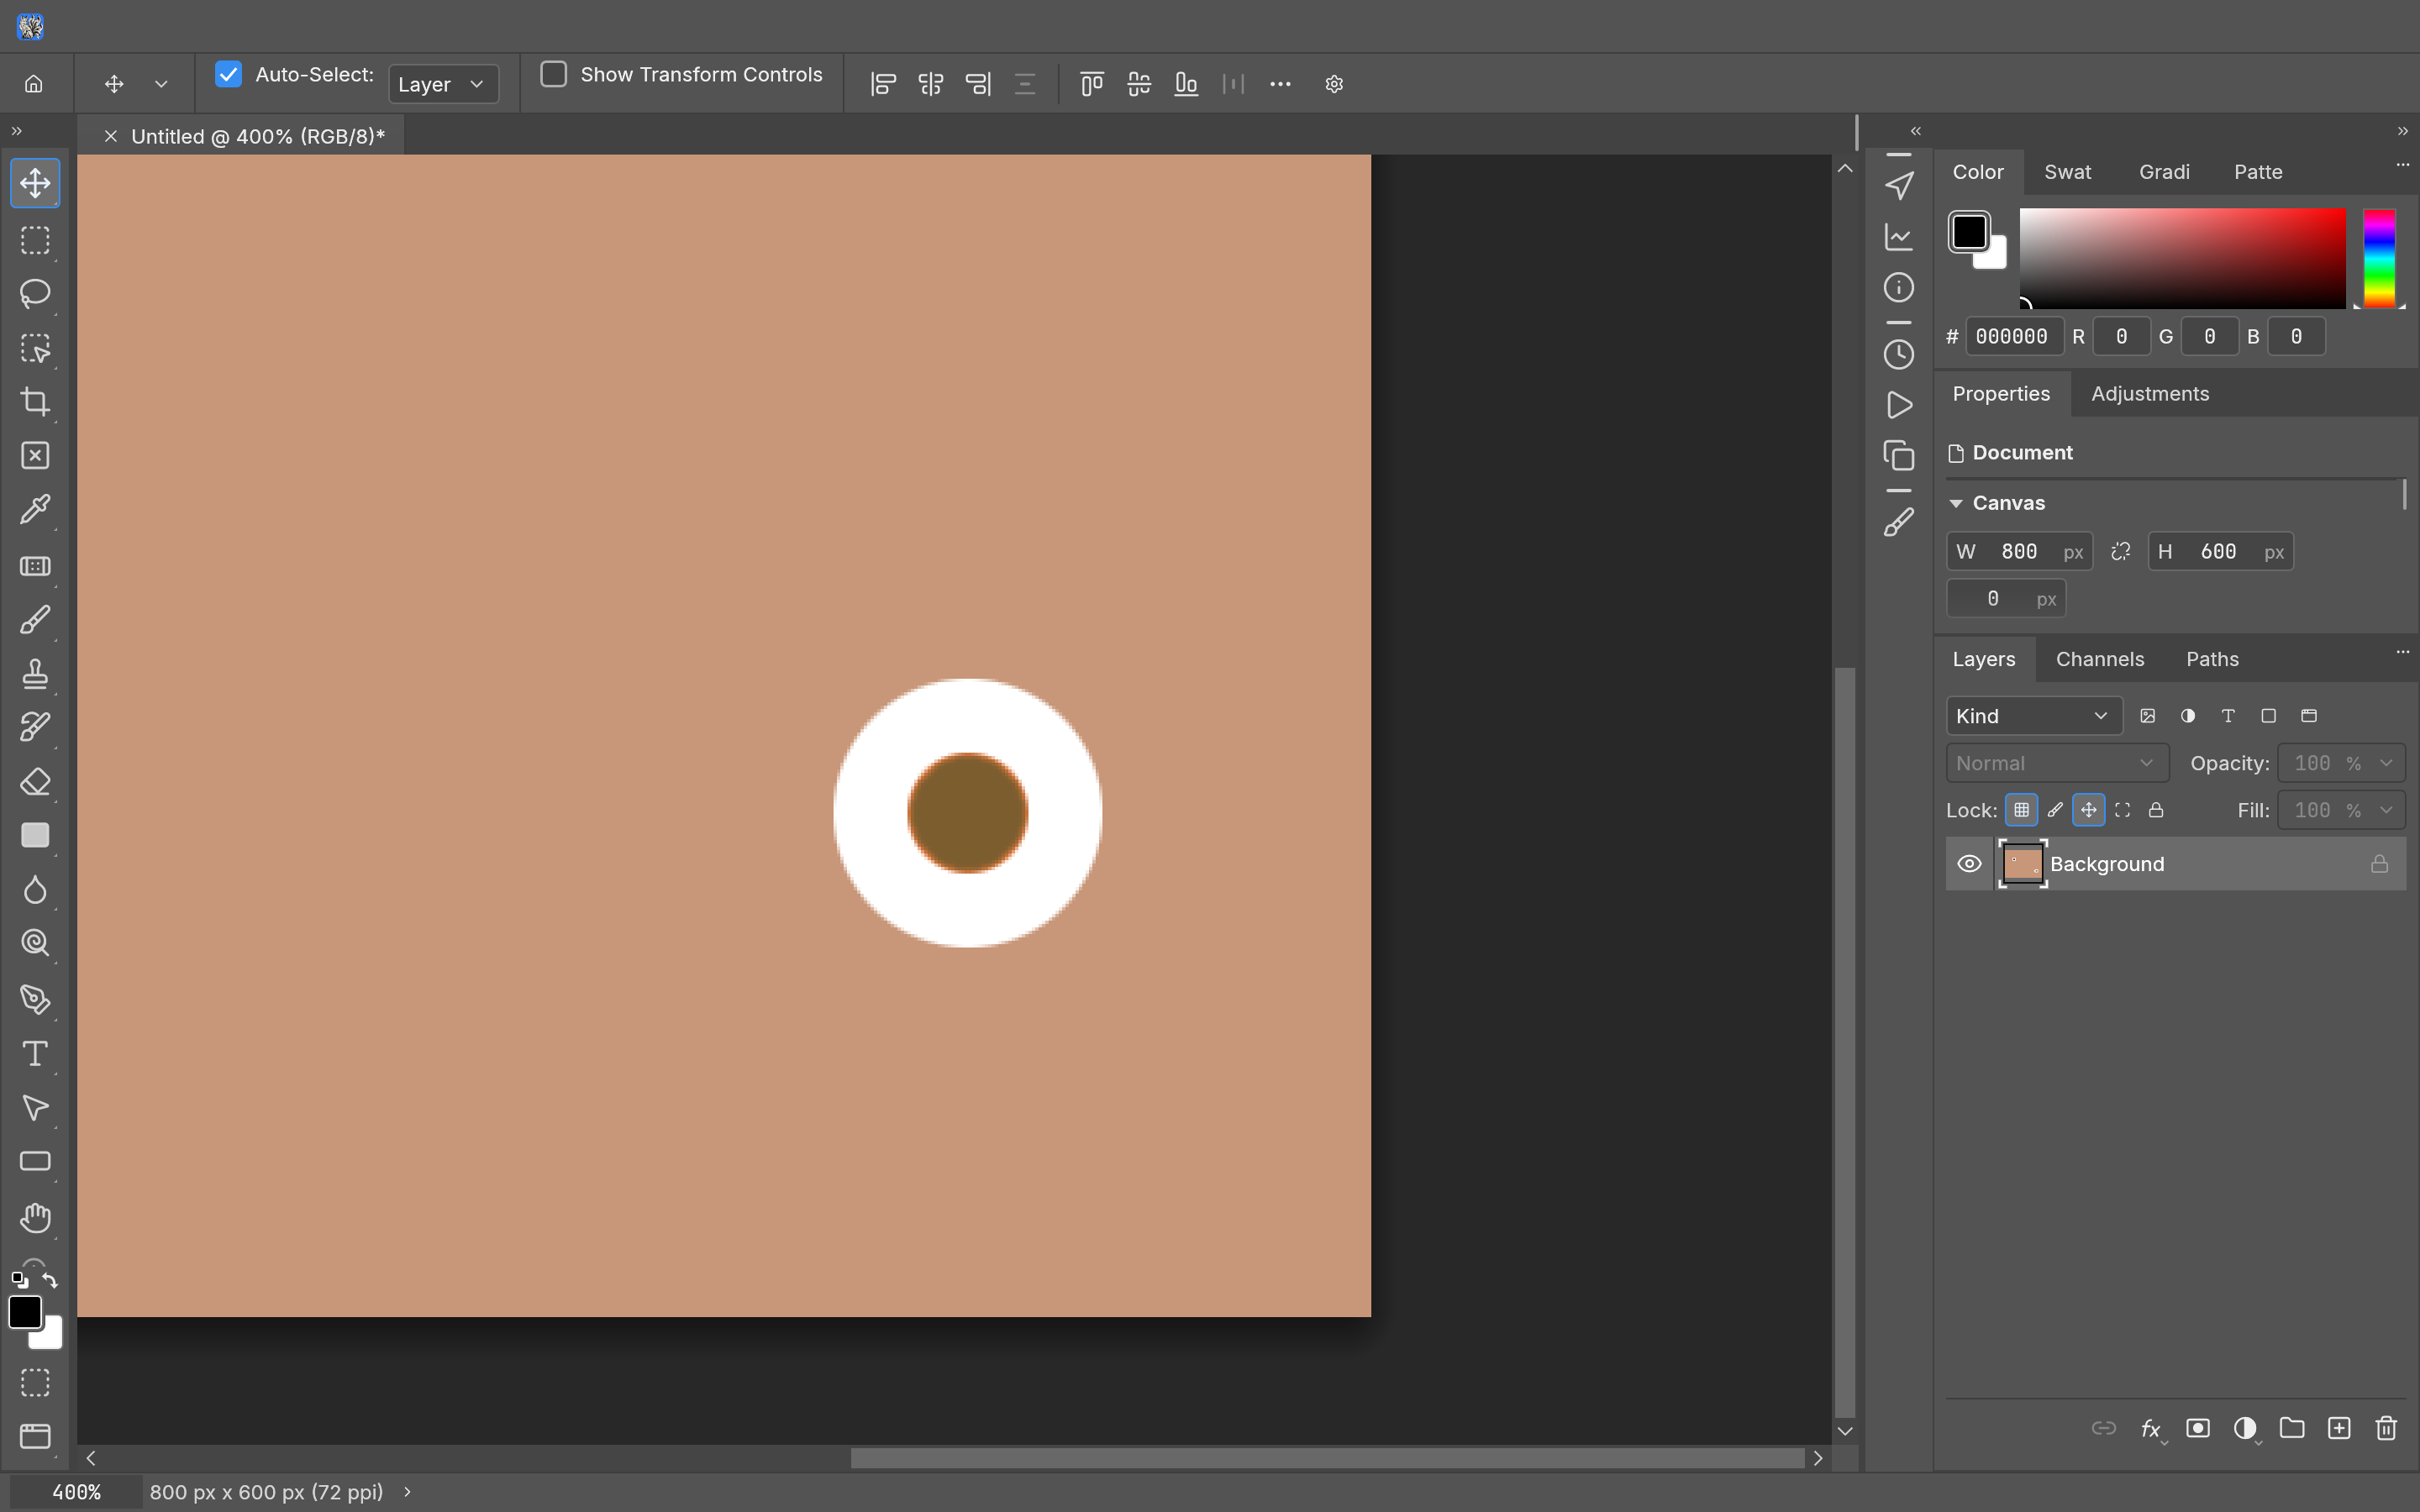 Auto-Select:
Layer
Show Transform Controls
Untitled @ 400% (RGB/8)*
Color
Swat
Gradi
Patte
# 000000 R 0 G 0 B 0
Properties
Adjustments
Document
Canvas
W 800 px
H 600 px
0 px
Layers
Channels
Paths
Kind
Normal
Opacity: 100 %
Lock:
Fill: 100 %
Background
fx
400%
800 px x 600 px (72 ppi)